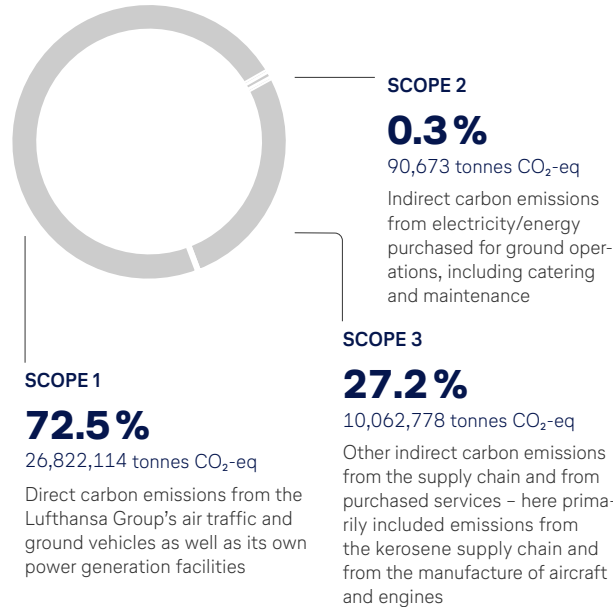 SCOPE 2
0.3 %
90,673 tonnes CO₂-eq
Indirect carbon emissions
from electricity/energy
purchased for ground oper-
ations, including catering
and maintenance
SCOPE 3
27.2 %
10,062,778 tonnes CO₂-eq
Other indirect carbon emissions
from the supply chain and from
purchased services – here prima-
rily included emissions from
the kerosene supply chain and
from the manufacture of aircraft
and engines
SCOPE 1
72.5 %
26,822,114 tonnes CO₂-eq
Direct carbon emissions from the
Lufthansa Group’s air traffic and
ground vehicles as well as its own
power generation facilities